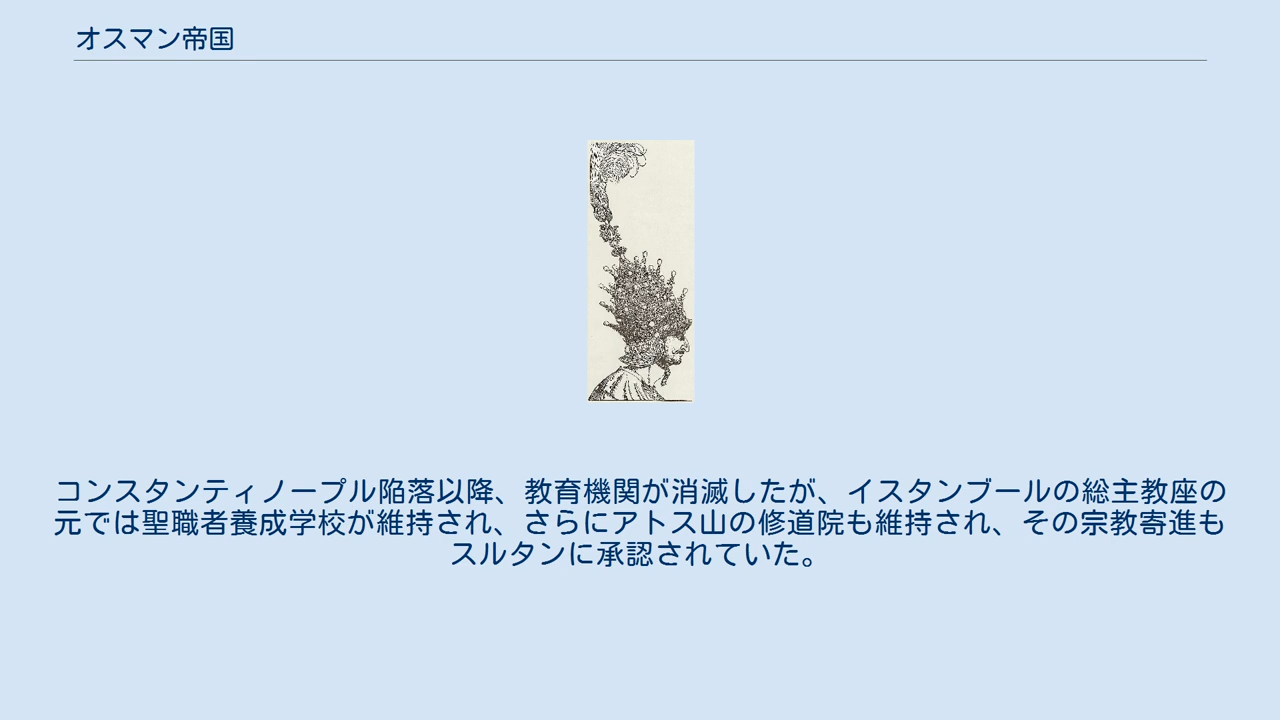 オスマン帝国
コンスタンティノープル陥落以降、教育機関が消滅したが、イスタンブールの総主教座の
元では聖職者養成学校が維持され、さらにアトス山の修道院も維持され、その宗教寄進も
スルタンに承認されていた。